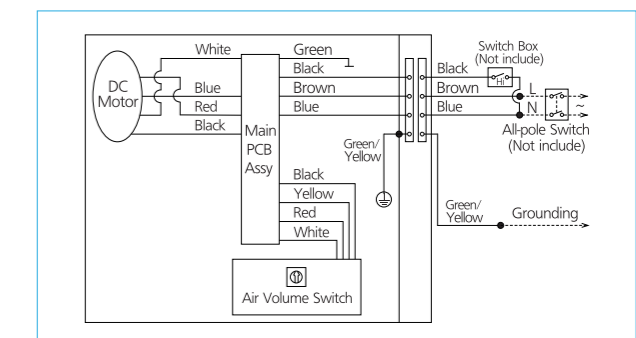 White
Green
Switch Box
(Not include)
Black
Black
Hi
DC
Motor
Blue
Brown
Brown
L
Red
Blue
Blue
N
~
Black
Main
PCB
Assy
All-pole Switch
(Not include)
Green/
Yellow
Black
Yellow
Red
White
Green/
Yellow
Grounding
Air Volume Switch